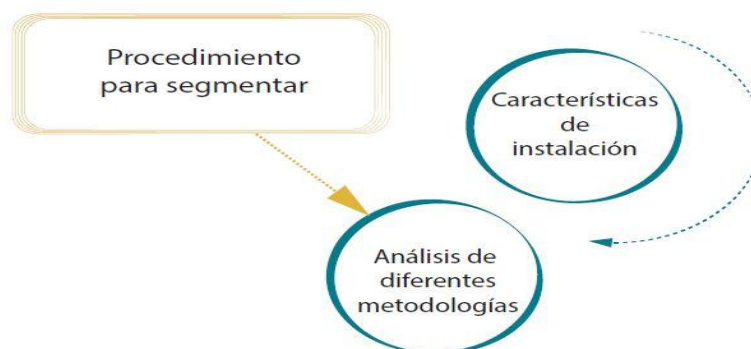 Procedimiento
para segmentar
Características
de
instalación
Análisis de
diferentes
metodologías